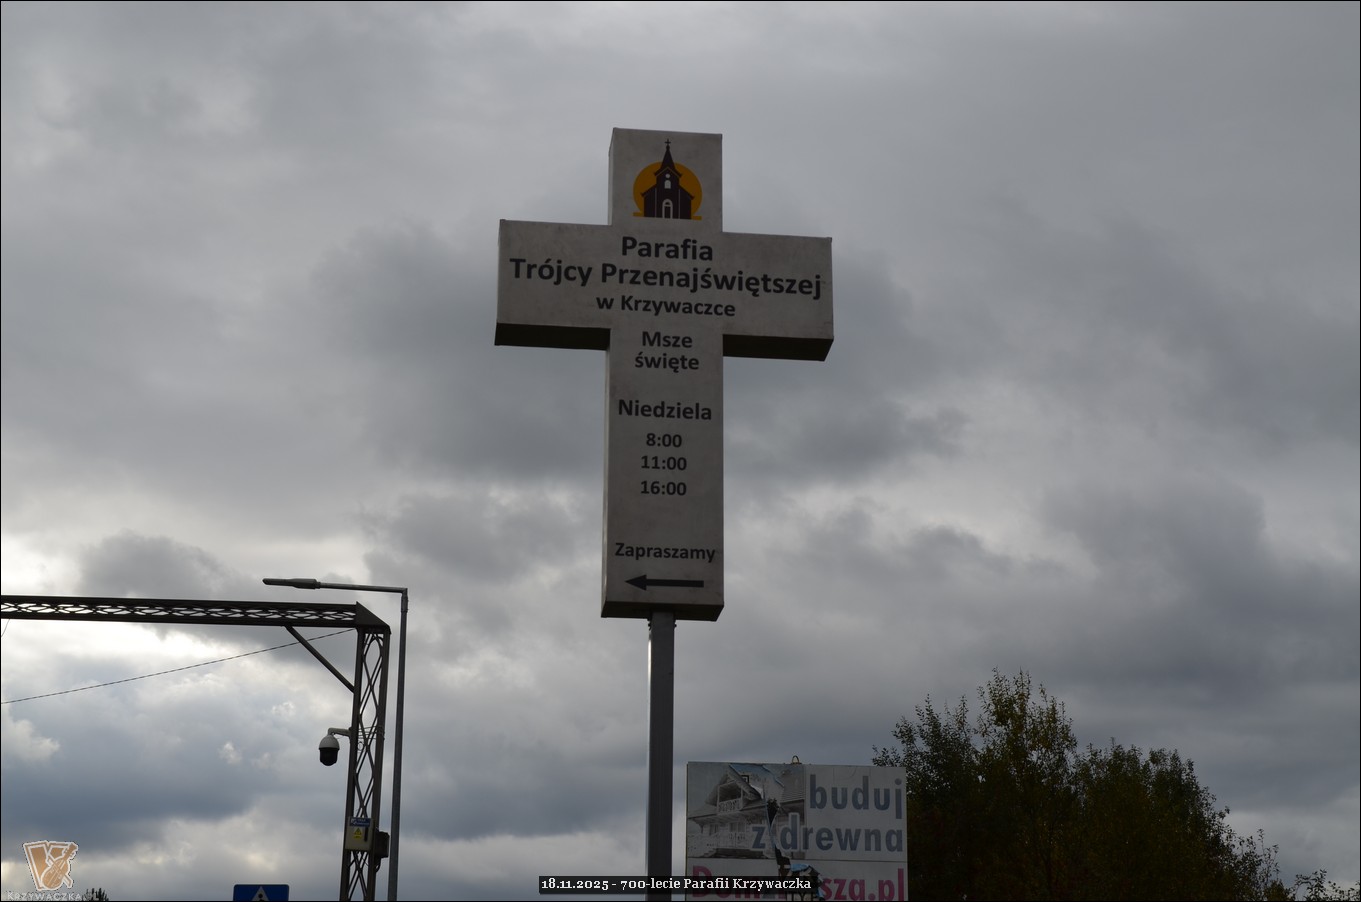 Parafia
Trójcy Przenajświętszej
w Krzywaczce
Msze
święte
Niedziela
8:00
11:00
16:00
Zapraszamy
buduj
z drewna
18.11.2025 - 700-lecie Parafii Krzywaczka
KRZYWACZKA